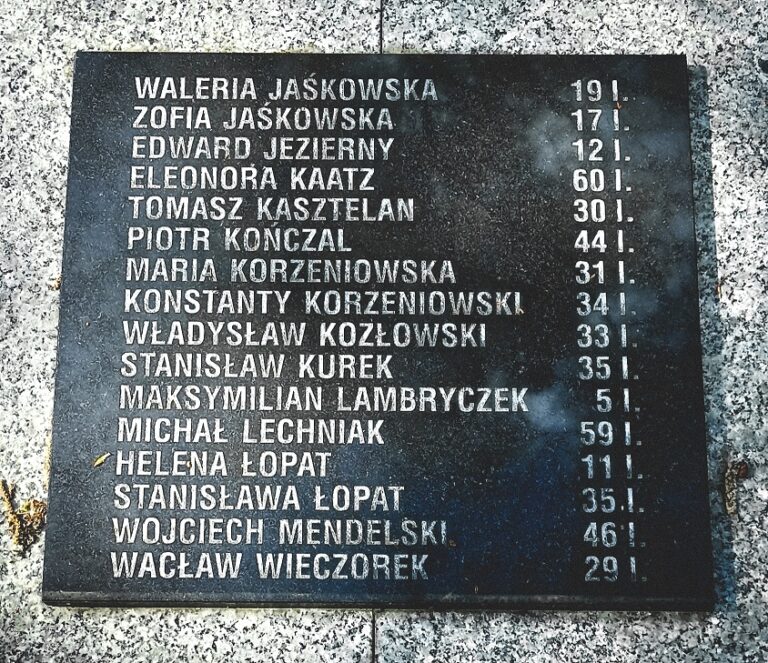 WALERIA JAŚKOWSKA 19 l.
ZOFIA JAŚKOWSKA 17 l.
EDWARD JEZIERNY 12 l.
ELEONORA KAATZ 60 l.
TOMASZ KASZTELAN 30 l.
PIOTR KOŃCZAL 44 l.
MARIA KORZENIOWSKA 31 l.
KONSTANTY KORZENIOWSKI 34 l.
WŁADYSŁAW KOZŁOWSKI 33 l.
STANISŁAW KUREK 35 l.
MAKSYMILIAN LAMBRYCZEK 5 l.
MICHAŁ LECHNIAK 59 l.
HELENA ŁOPAT 11 l.
STANISŁAWA ŁOPAT 35 l.
WOJCIECH MENDELSKI 46 l.
WACŁAW WIECZOREK 29 l.